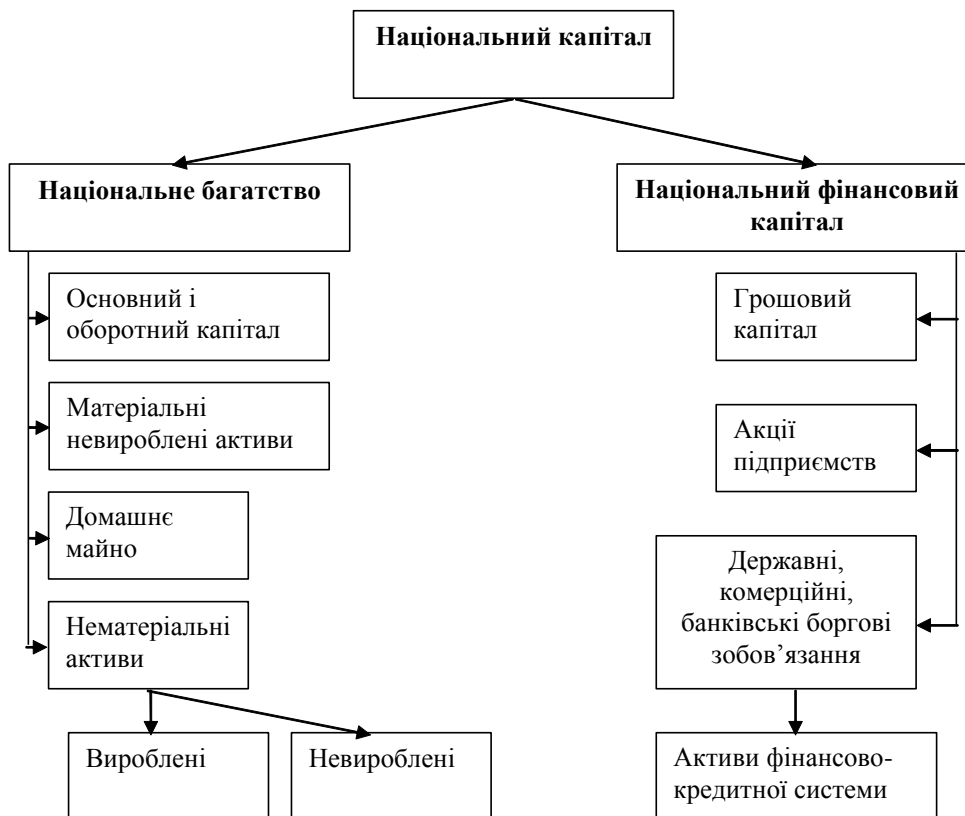 Національний капітал
Національне багатство
Основний і
оборотний капітал
Матеріальні
невироблені активи
Домашнє
майно
Нематеріальні
активи
Вироблені
Невироблені
Національний фінансовий
капітал
Грошовий
капітал
Акції
підприємств
Державні,
комерційні,
банківські боргові
зобов’язання
Активи фінансово-
кредитної системи